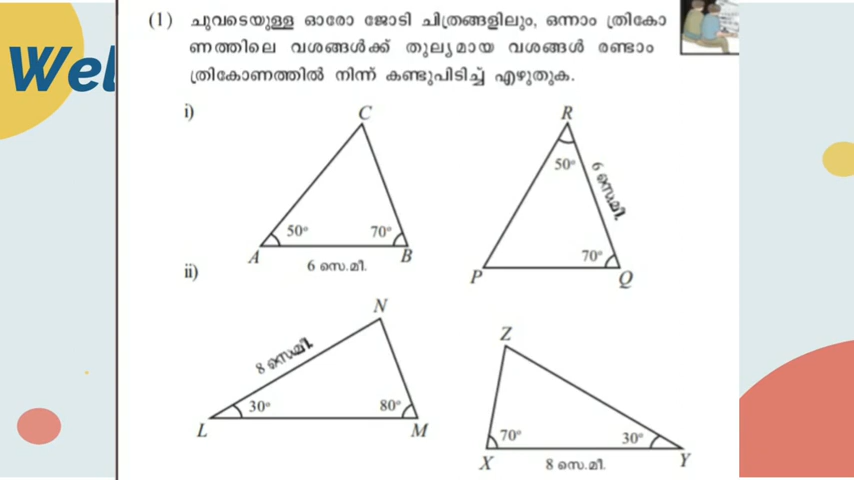 Wel
(1) ചുവടെയുള്ള ഓരോ ജോടി ചിത്രങ്ങളിലും, ഒന്നാം ത്രികോ
ണത്തിലെ വശങ്ങൾക്ക് തുല്യമായ വശങ്ങൾ രണ്ടാം
ത്രികോണത്തിൽ നിന്ന് കണ്ടുപിടിച്ച് എഴുതുക.
i)
C
50° 70°
A B
6 സെ.മീ.
R
50°
6 സെ.മീ.
70°
P Q
ii)
N
8 സെ.മീ.
30° 80°
L M
Z
70° 30°
X Y
8 സെ.മീ.